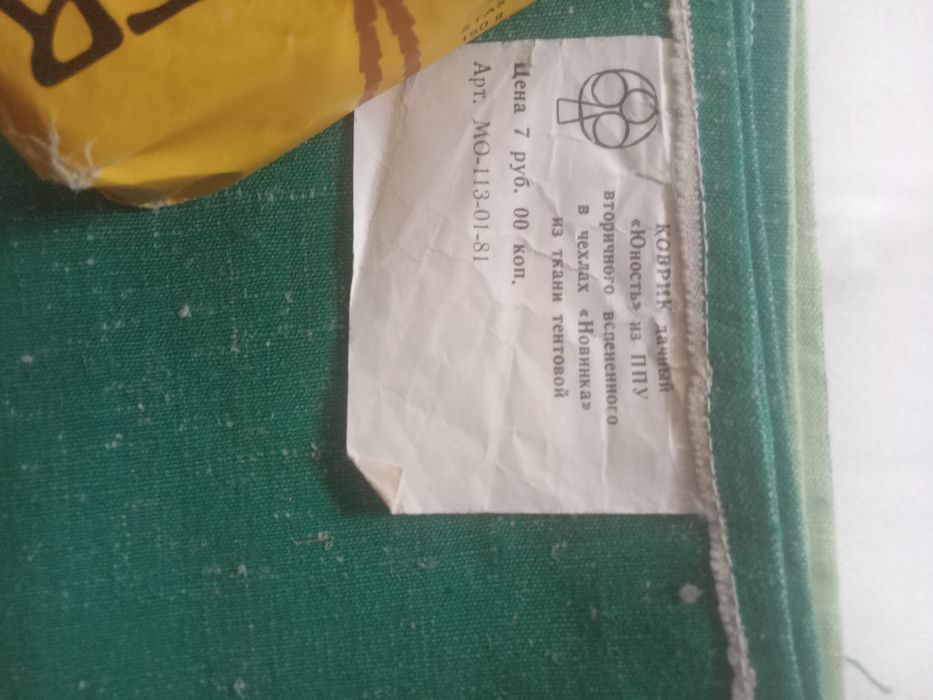 КОВРИК дачный
«Юность» из ППУ
вторичного вспененного
в чехлах «Новинка»
из ткани тентовой
Цена 7 руб. 00 коп.
Арт. МО-113-01-81